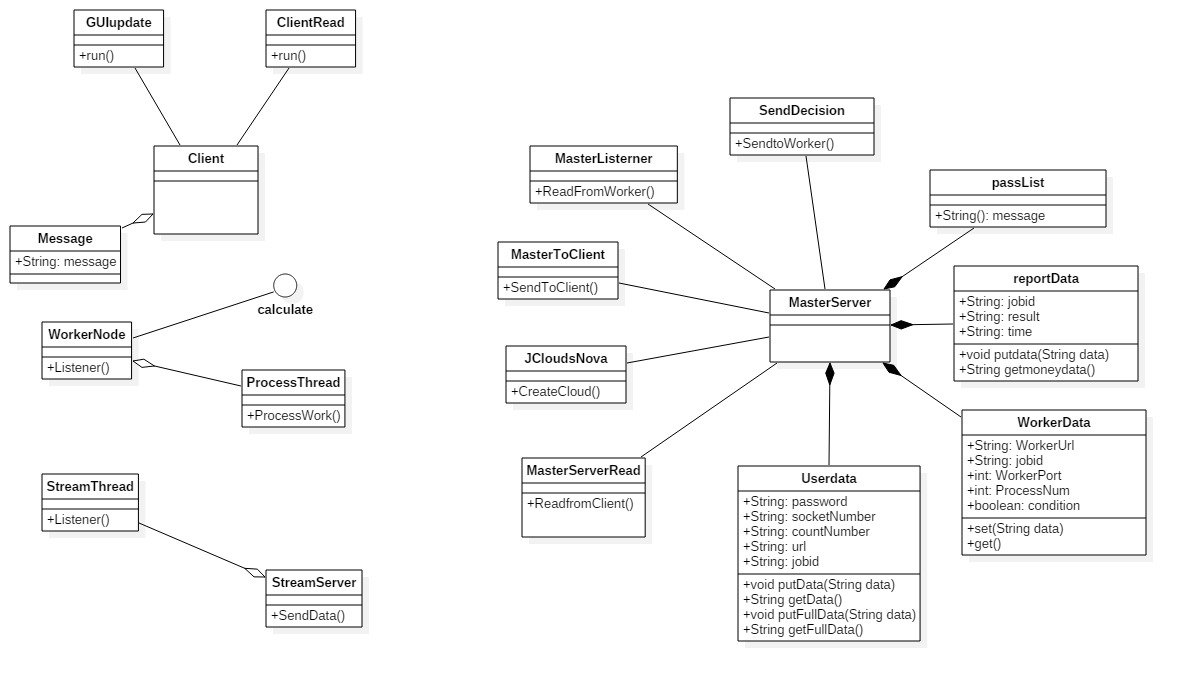 GUIupdate
+run()
ClientRead
+run()
Client
Message
+String: message
calculate
WorkerNode
+Listener()
ProcessThread
+ProcessWork()
StreamThread
+Listener()
StreamServer
+SendData()
SendDecision
+SendtoWorker()
MasterListerner
+ReadFromWorker()
passList
+String(): message
MasterToClient
+SendToClient()
MasterServer
reportData
+String: jobid
+String: result
+String: time
+void putdata(String data)
+String getmoneydata()
JCloudsNova
+CreateCloud()
MasterServerRead
+ReadfromClient()
Userdata
+String: password
+String: socketNumber
+String: countNumber
+String: url
+String: jobid
+void putData(String data)
+String getData()
+void putFullData(String data)
+String getFullData()
WorkerData
+String: WorkerUrl
+String: jobid
+int: WorkerPort
+int: ProcessNum
+boolean: condition
+set(String data)
+get()